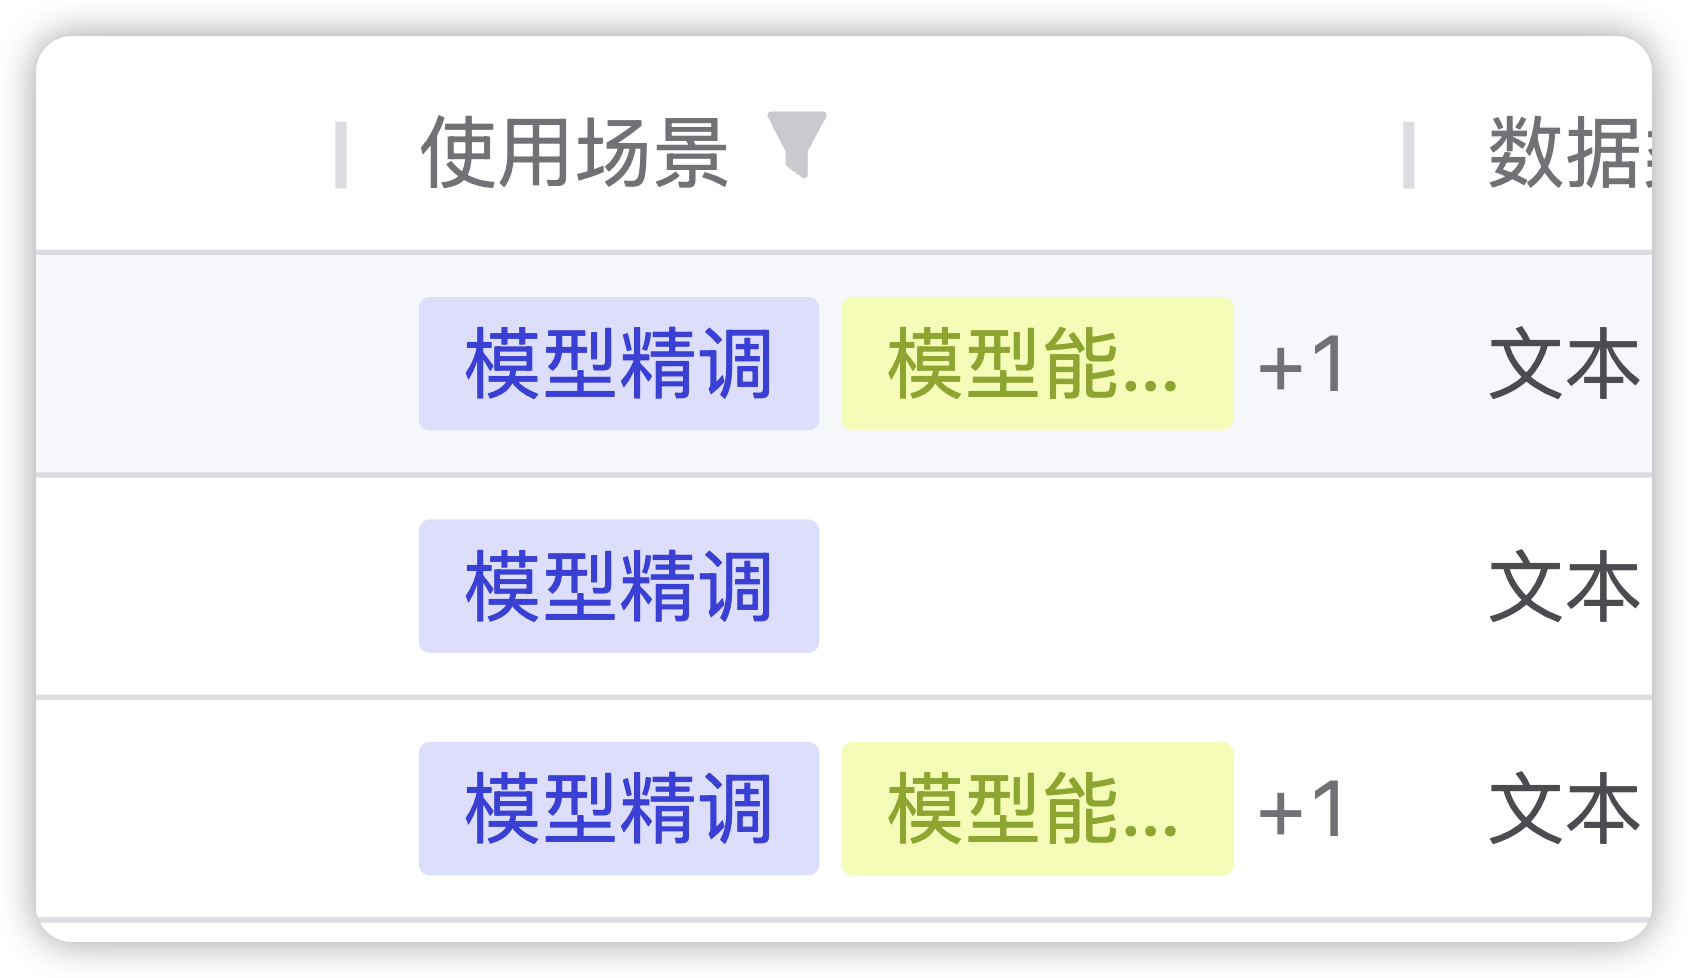 使用场景 数据
模型精调 模型能... +1 文本
模型精调 文本
模型精调 模型能... +1 文本